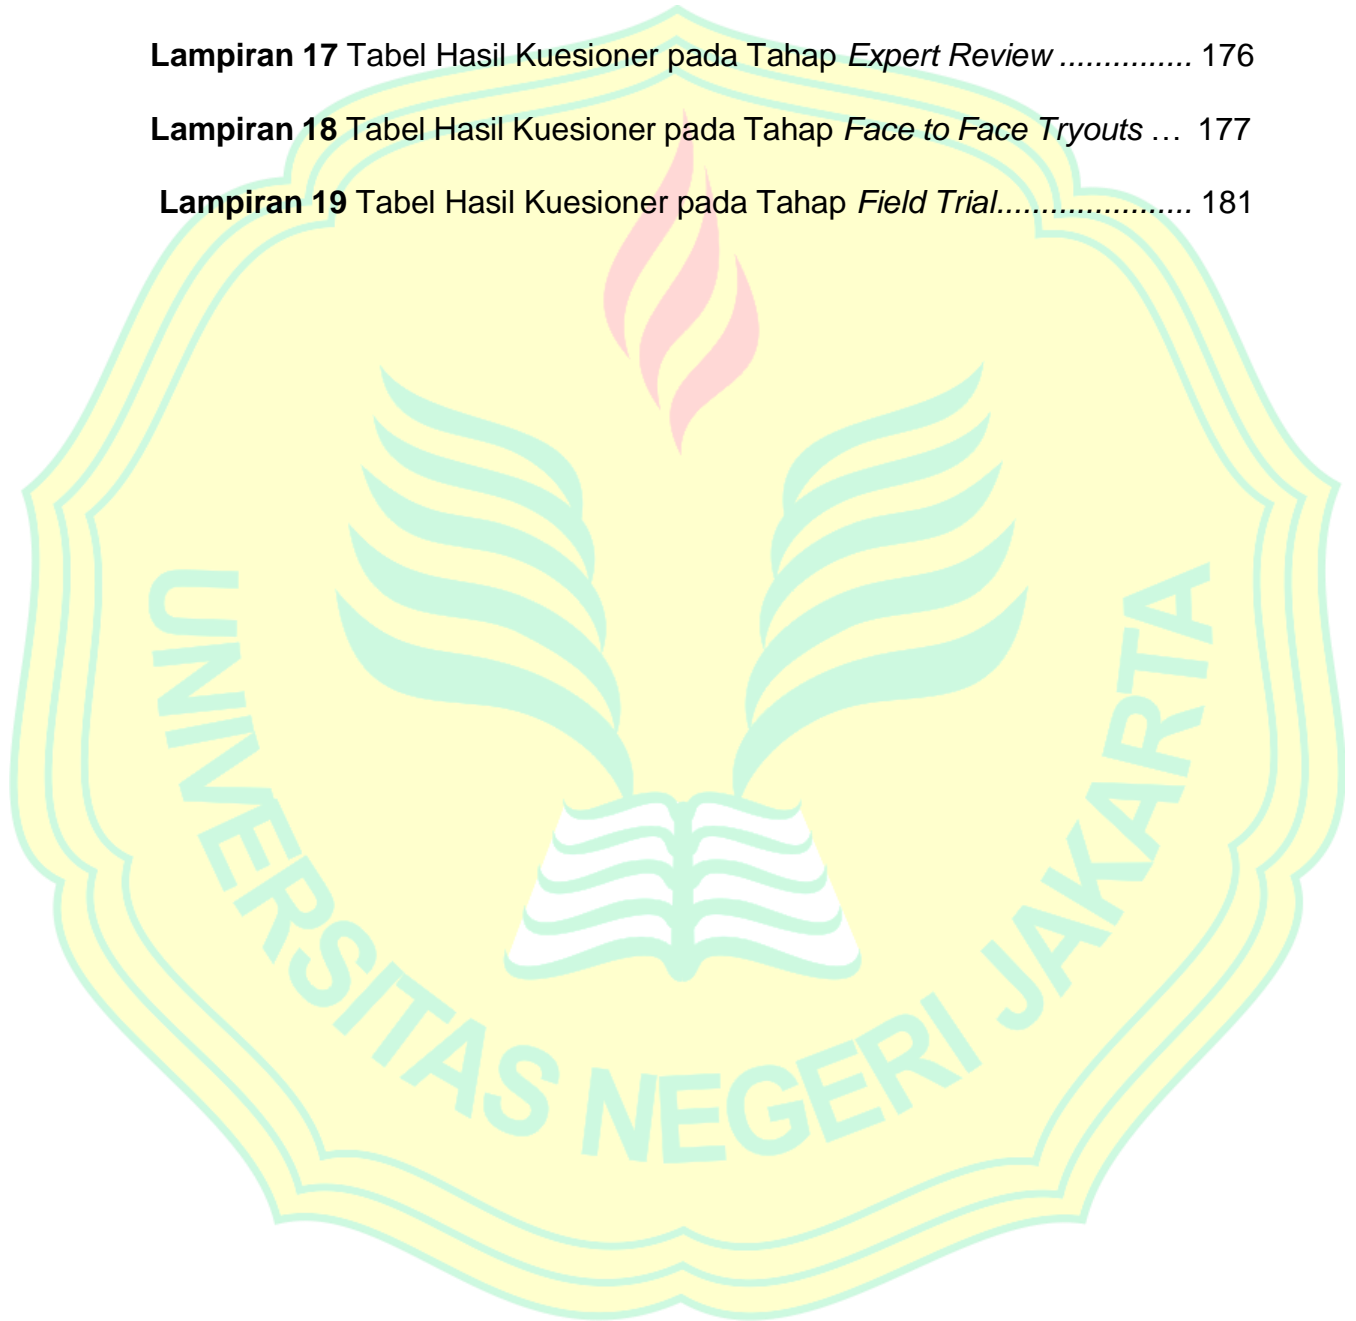 Lampiran 17 Tabel Hasil Kuesioner pada Tahap Expert Review ............... 176
Lampiran 18 Tabel Hasil Kuesioner pada Tahap Face to Face Tryouts … 177
Lampiran 19 Tabel Hasil Kuesioner pada Tahap Field Trial...................... 181
UNIVERSITAS NEGERI JAKARTA